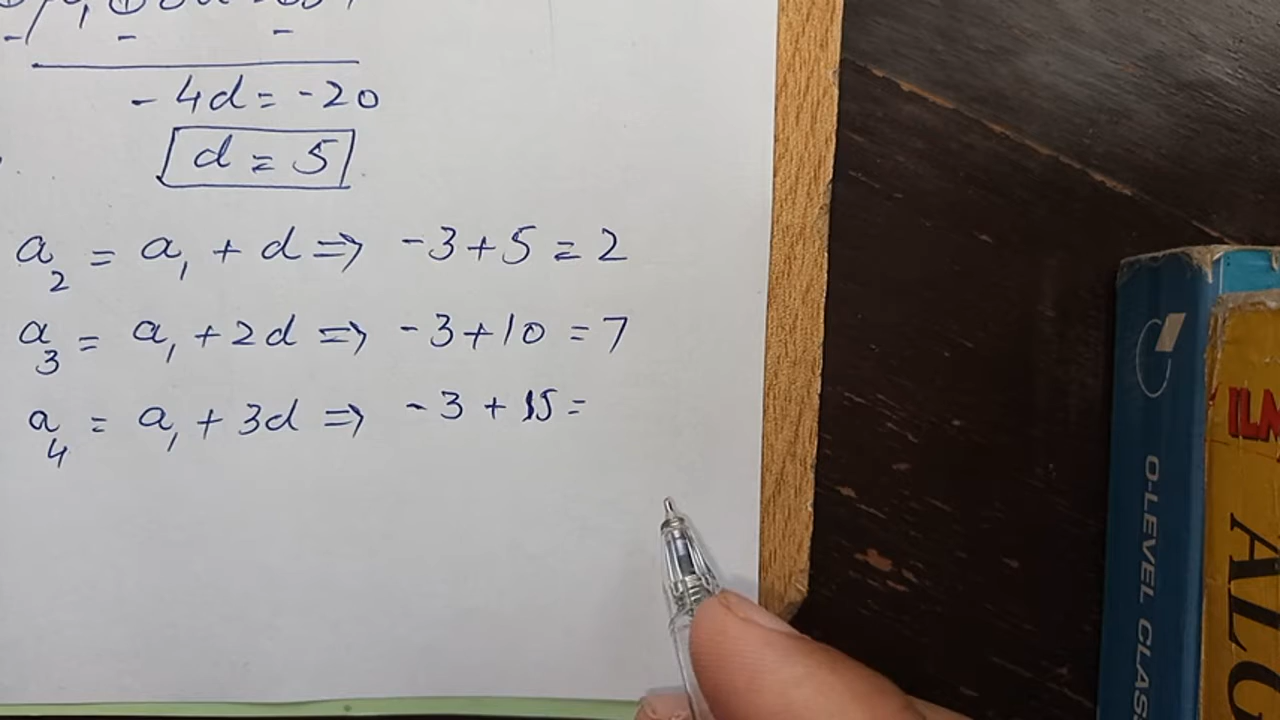 - 4d = -20
d = 5
a₂ = a₁ + d ⇒ -3+5 = 2
a₃ = a₁ + 2d ⇒ -3+10 = 7
a₄ = a₁ + 3d ⇒ -3 + 15 =
O-LEVEL CLAS